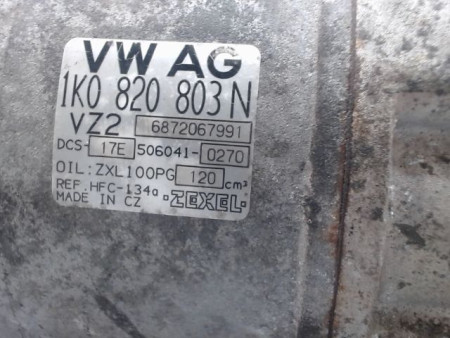 VW AG
1K0 820 803 N
VZ2 6872067991
DCS-17E 506041-0270
OIL:ZXL100PG 120 cm³
REF.HFC-134a
MADE IN CZ ·ZEXEL·